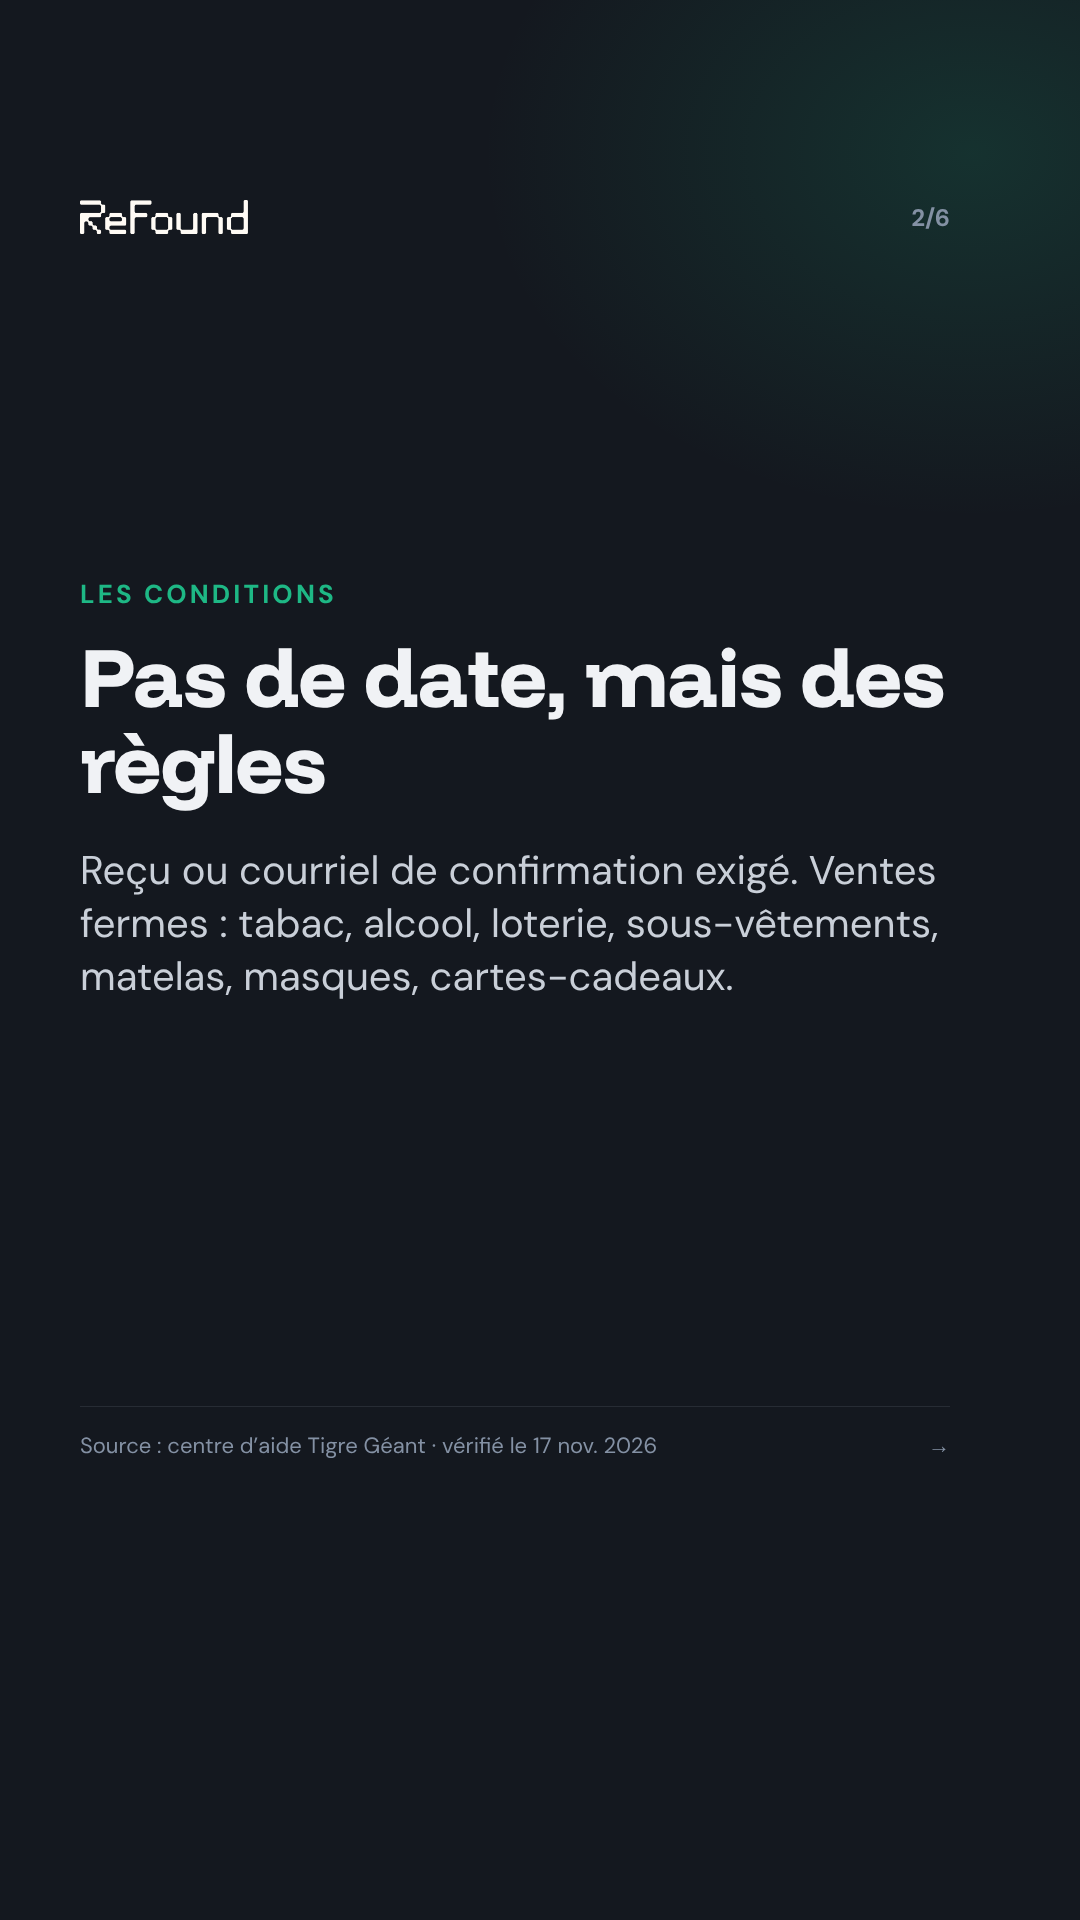 ReFound
2/6
LES CONDITIONS
Pas de date, mais des
règles
Reçu ou courriel de confirmation exigé. Ventes
fermes : tabac, alcool, loterie, sous-vêtements,
matelas, masques, cartes-cadeaux.
Source : centre d’aide Tigre Géant · vérifié le 17 nov. 2026 →